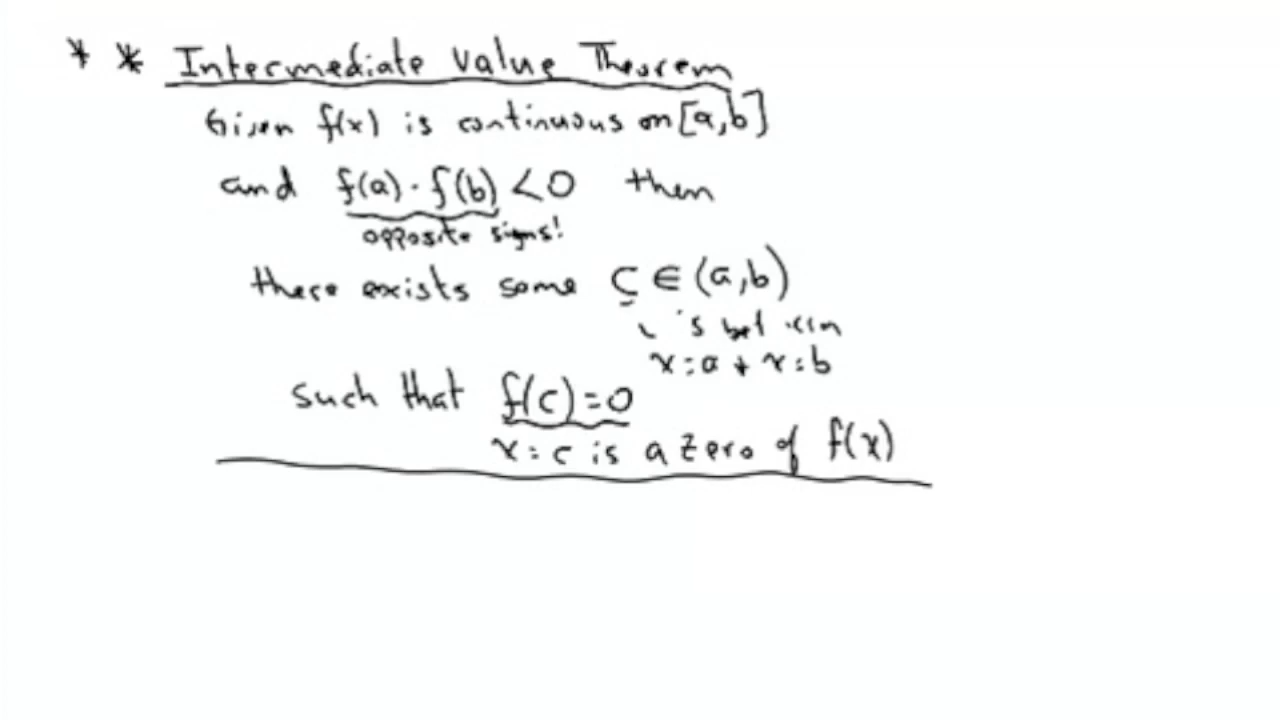 * * Intermediate Value Theorem
Given f(x) is continuous on [a,b]
and f(a) · f(b) < 0 then
opposite signs!
there exists some c ∈ (a,b)
is
x = a + x = b
such that f(c) = 0
x = c is a zero of f(x)